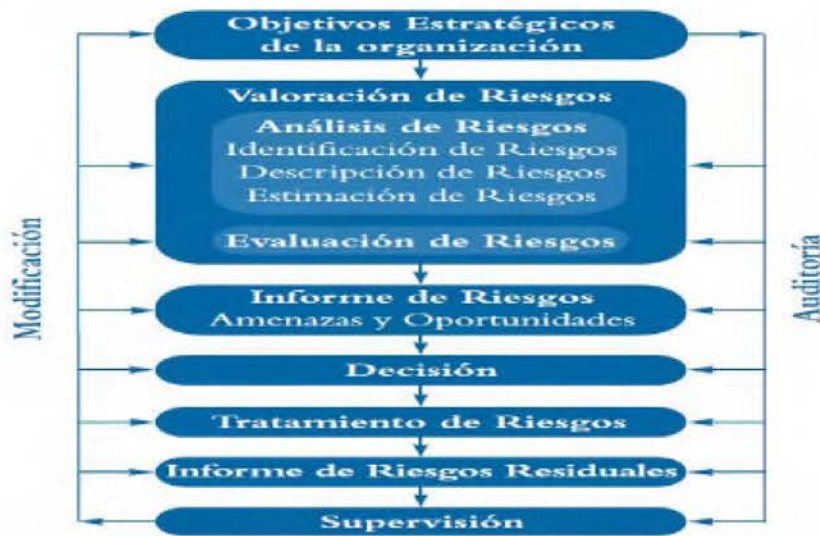 Objetivos Estratégicos
de la organización
Valoración de Riesgos
Análisis de Riesgos
Identificación de Riesgos
Descripción de Riesgos
Estimación de Riesgos
Evaluación de Riesgos
Informe de Riesgos
Amenazas y Oportunidades
Decisión
Tratamiento de Riesgos
Informe de Riesgos Residuales
Supervisión
Modificación
Auditoría